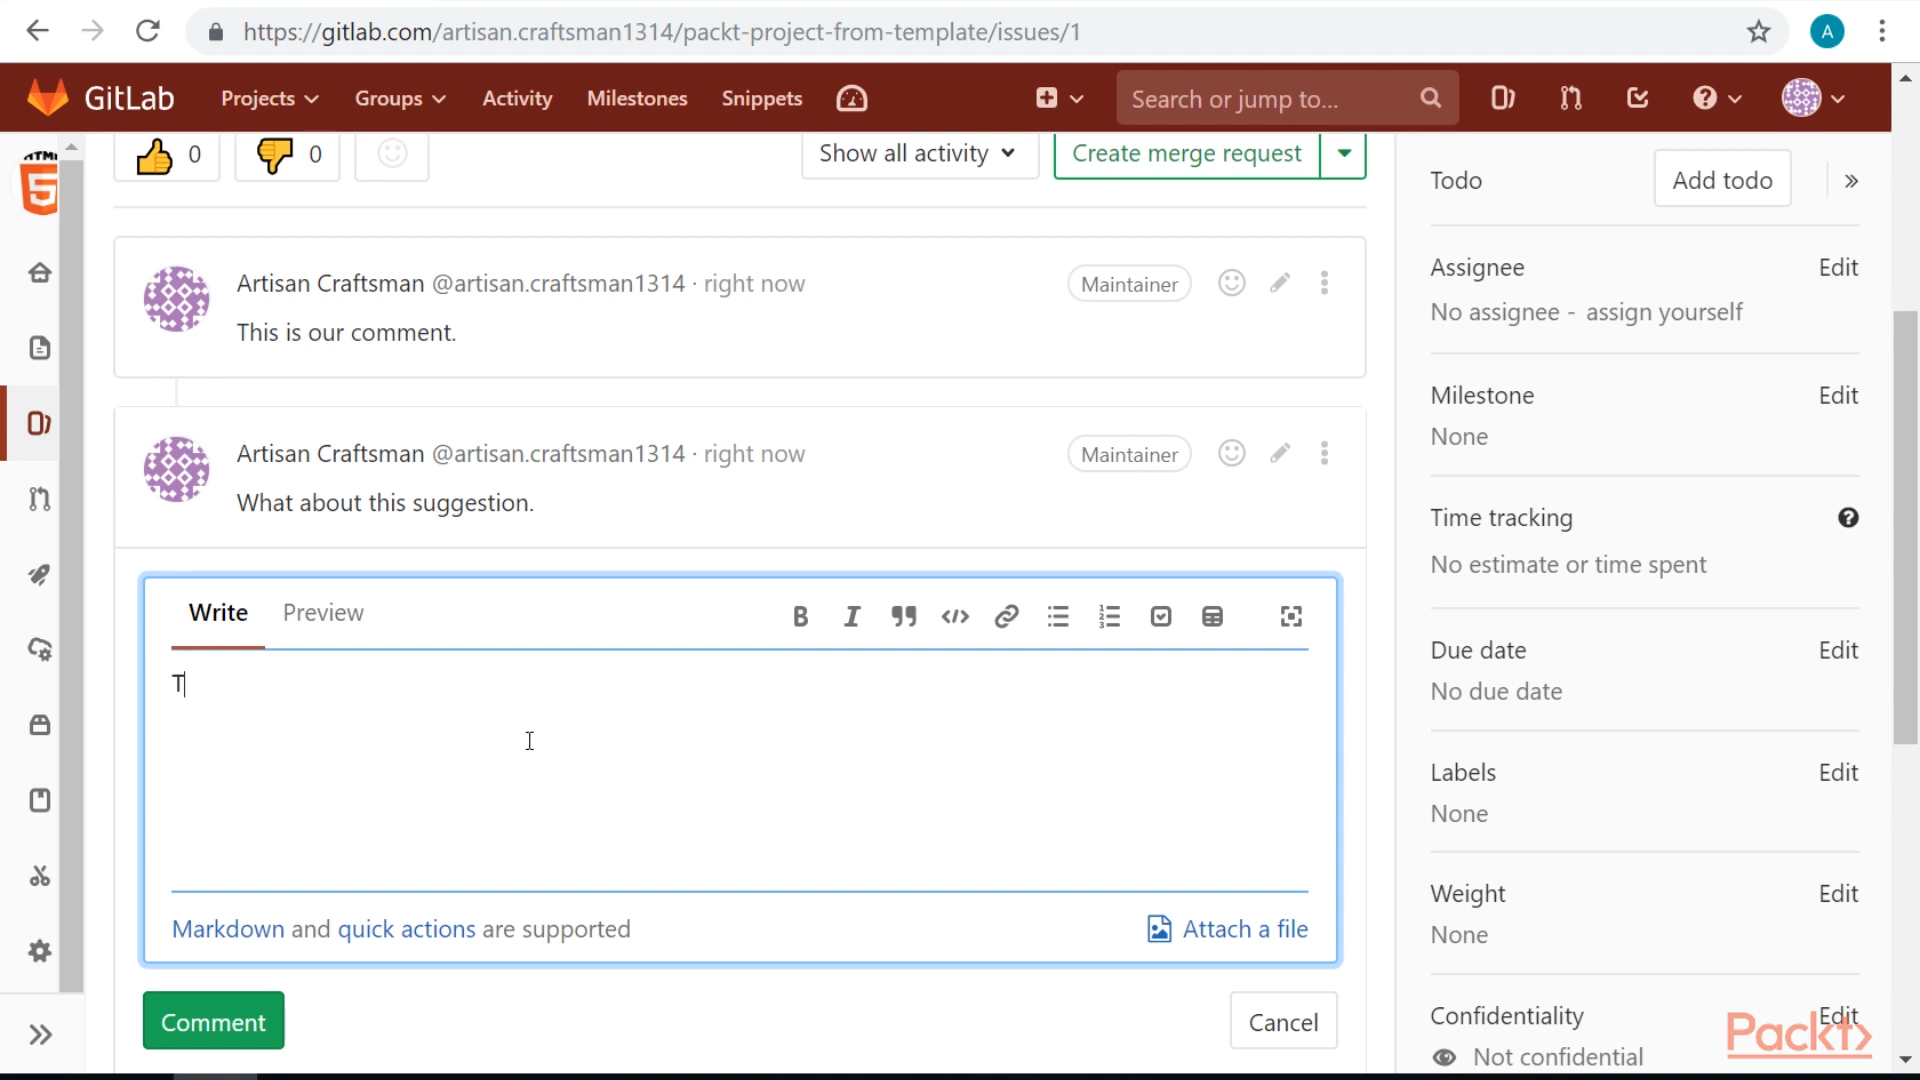 https://gitlab.com/artisan.craftsman1314/packt-project-from-template/issues/1
A
GitLab Projects Groups Activity Milestones Snippets Search or jump to...
HTML
5
0 0 Show all activity Create merge request
Todo Add todo
Artisan Craftsman @artisan.craftsman1314 · right now Maintainer
This is our comment.
Artisan Craftsman @artisan.craftsman1314 · right now Maintainer
What about this suggestion.
Write Preview
T
Markdown and quick actions are supported Attach a file
Comment Cancel
Assignee Edit
No assignee - assign yourself
Milestone Edit
None
Time tracking
No estimate or time spent
Due date Edit
No due date
Labels Edit
None
Weight Edit
None
Confidentiality Edit
Not confidential
Packt>